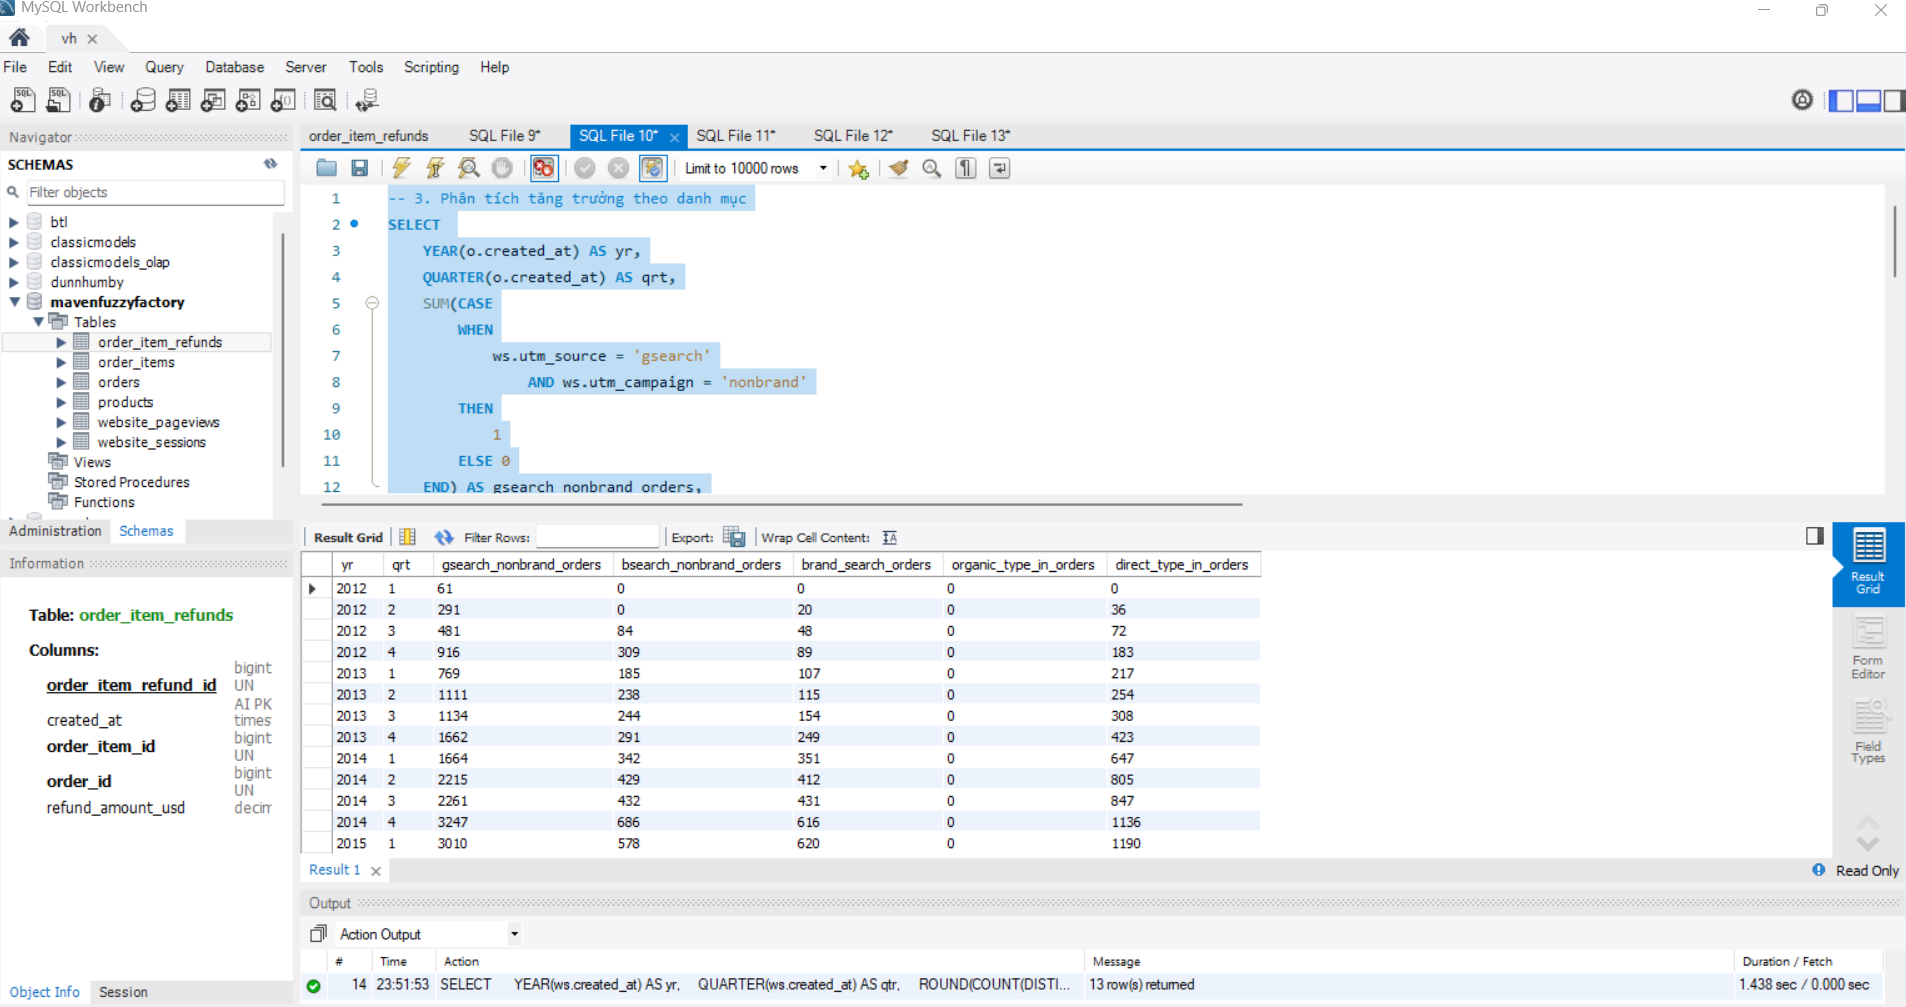 MySQL Workbench
vh
File Edit View Query Database Server Tools Scripting Help
Navigator
SCHEMAS
Filter objects
btl
classicmodels
classicmodels_olap
dunnhumby
mavenfuzzyfactory
Tables
order_item_refunds
order_items
orders
products
website_pageviews
website_sessions
Views
Stored Procedures
Functions
Administration Schemas
Information
Table: order_item_refunds
Columns:
order_item_refund_id bigint UN AI PK
created_at times
order_item_id bigint UN
order_id bigint UN
refund_amount_usd decim
Object Info Session
order_item_refunds SQL File 9* SQL File 10* SQL File 11* SQL File 12* SQL File 13*
Limit to 10000 rows
1 -- 3. Phân tích tăng trưởng theo danh mục
2 SELECT
3 YEAR(o.created_at) AS yr,
4 QUARTER(o.created_at) AS qrt,
5 SUM(CASE
6 WHEN
7 ws.utm_source = 'gsearch'
8 AND ws.utm_campaign = 'nonbrand'
9 THEN
10 1
11 ELSE 0
12 END) AS gsearch_nonbrand_orders,
Result Grid Filter Rows: Export: Wrap Cell Content:
yr qrt gsearch_nonbrand_orders bsearch_nonbrand_orders brand_search_orders organic_type_in_orders direct_type_in_orders
2012 1 61 0 0 0 0
2012 2 291 0 20 0 36
2012 3 481 84 48 0 72
2012 4 916 309 89 0 183
2013 1 769 185 107 0 217
2013 2 1111 238 115 0 254
2013 3 1134 244 154 0 308
2013 4 1662 291 249 0 423
2014 1 1664 342 351 0 647
2014 2 2215 429 412 0 805
2014 3 2261 432 431 0 847
2014 4 3247 686 616 0 1136
2015 1 3010 578 620 0 1190
Result Grid
Form Editor
Field Types
Result 1
Read Only
Output
Action Output
# Time Action Message Duration / Fetch
14 23:51:53 SELECT YEAR(ws.created_at) AS yr, QUARTER(ws.created_at) AS qtr, ROUND(COUNT(DISTI... 13 row(s) returned 1.438 sec / 0.000 sec